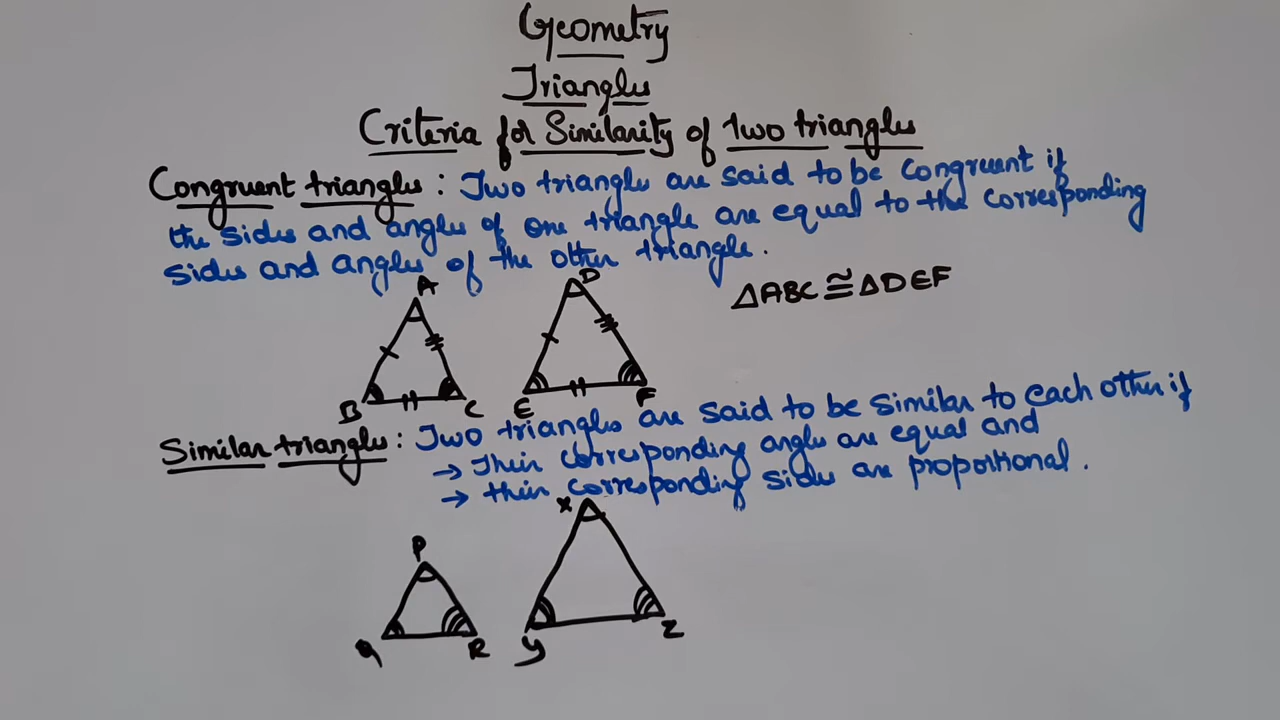 Geometry
Triangles
Criteria for Similarity of Two triangles
Congruent triangles : Two triangles are said to be congruent if
the sides and angles of one triangle are equal to the corresponding
sides and angles of the other triangle.
A
D
△ABC ≅ △DEF
B
C
E
F
Similar triangles : Two triangles are said to be similar to each other if
→ Their corresponding angles are equal and
→ their corresponding sides are proportional.
X
P
Q
R
Y
Z